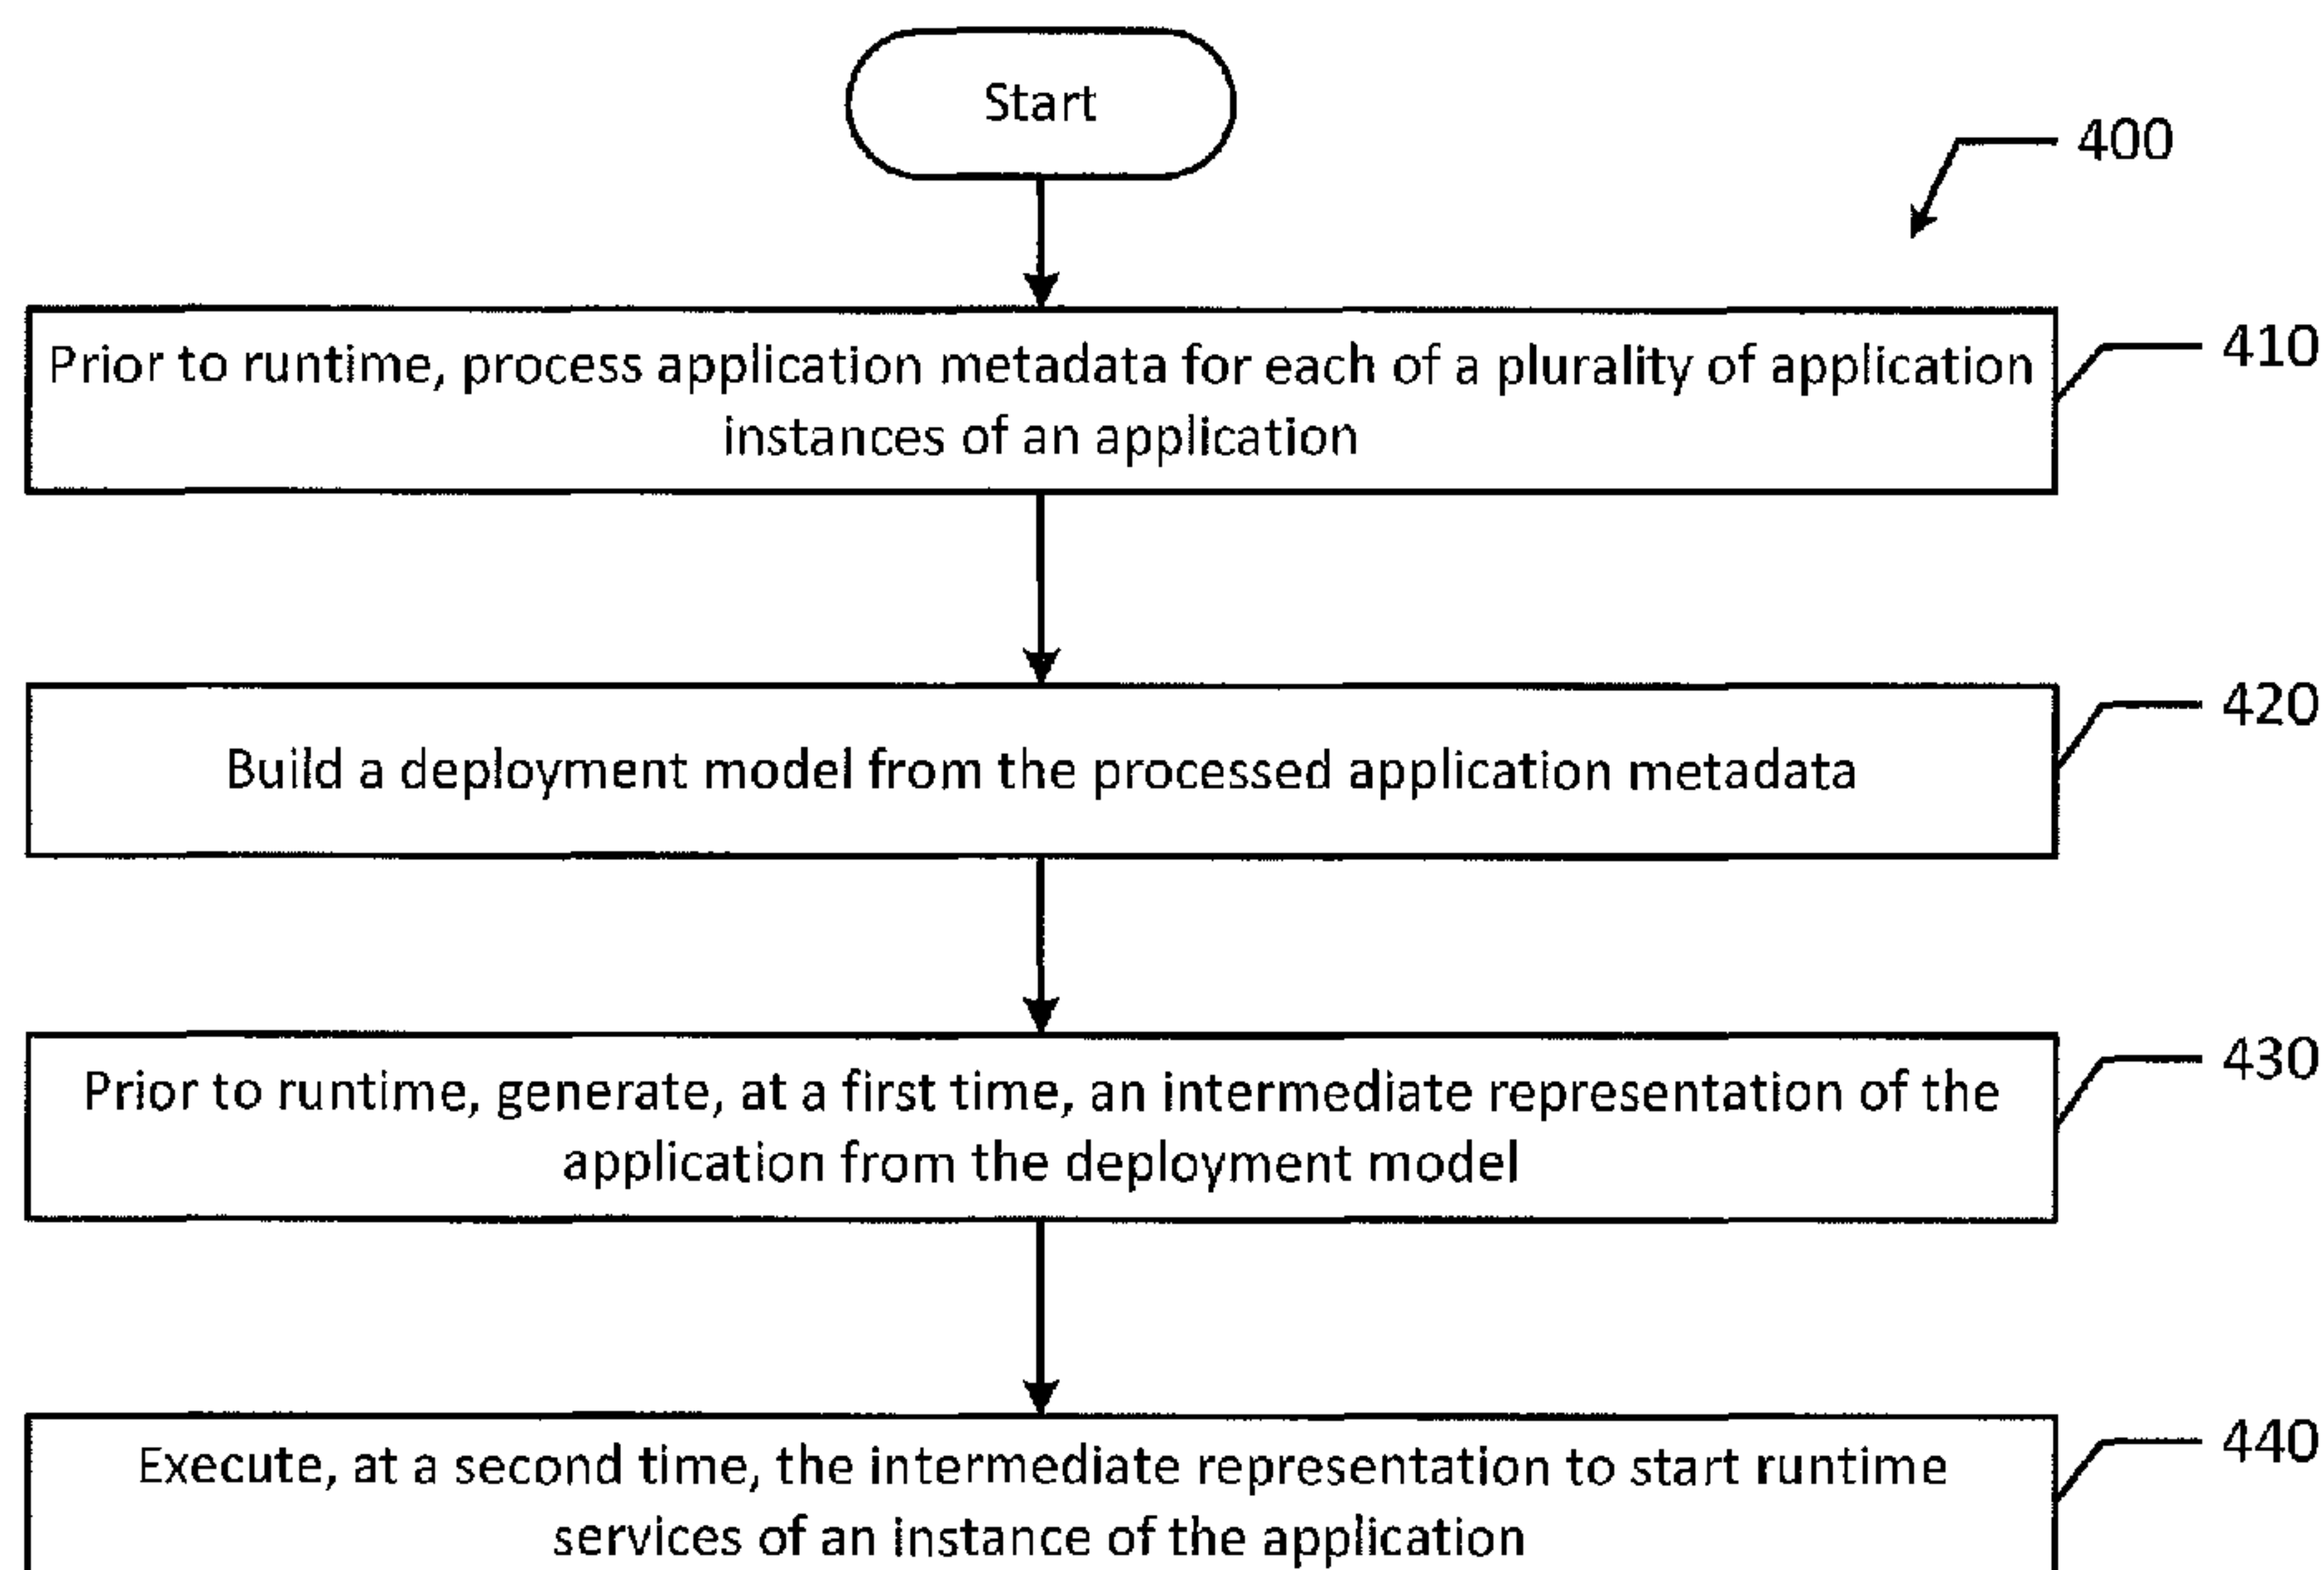 Start
400
Prior to runtime, process application metadata for each of a plurality of application
instances of an application
410
Build a deployment model from the processed application metadata
420
Prior to runtime, generate, at a first time, an intermediate representation of the
application from the deployment model
430
Execute, at a second time, the intermediate representation to start runtime
services of an instance of the application
440